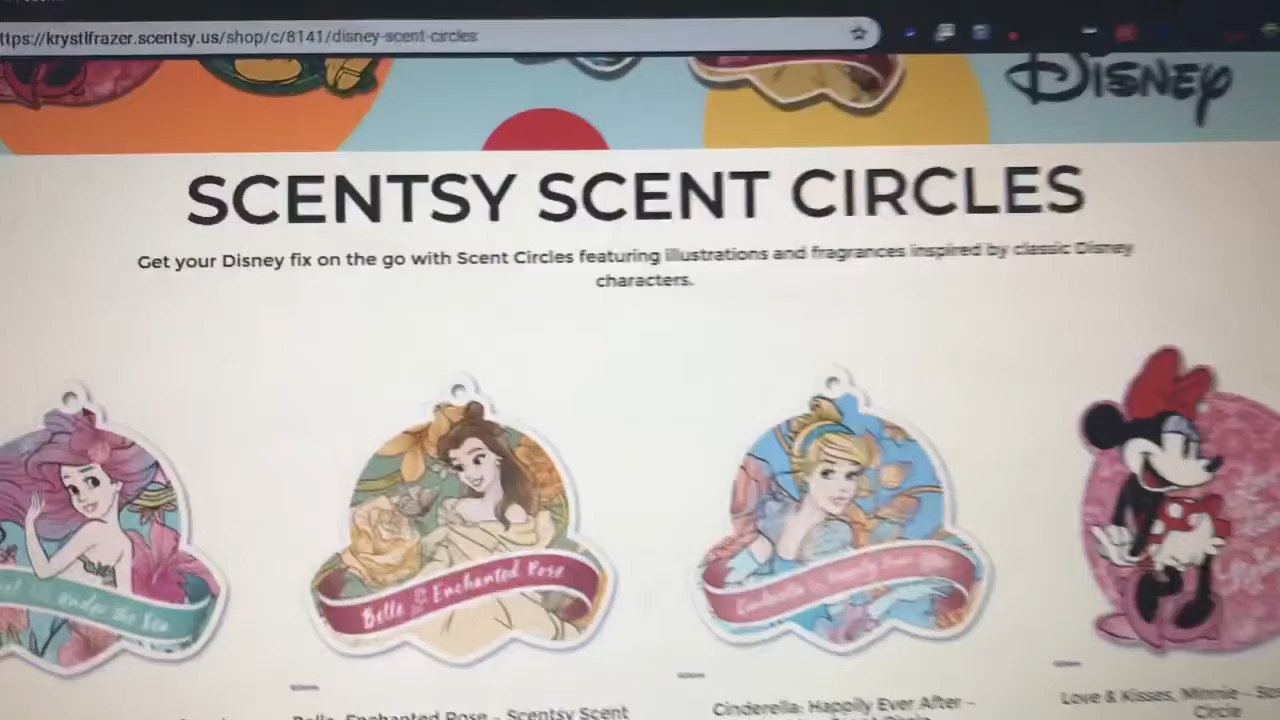 ttps://krystlfrazer.scentsy.us/shop/c/8141/disney-scent-circles
Disney
SCENTSY SCENT CIRCLES
Get your Disney fix on the go with Scent Circles featuring illustrations and fragrances inspired by classic Disney
characters.
under the Sea
Belle Enchanted Rose
Cinderella
Belle, Enchanted Rose – Scentsy Scent
Cinderella: Happily Ever After –
Love & Kisses, Minnie –
Circle